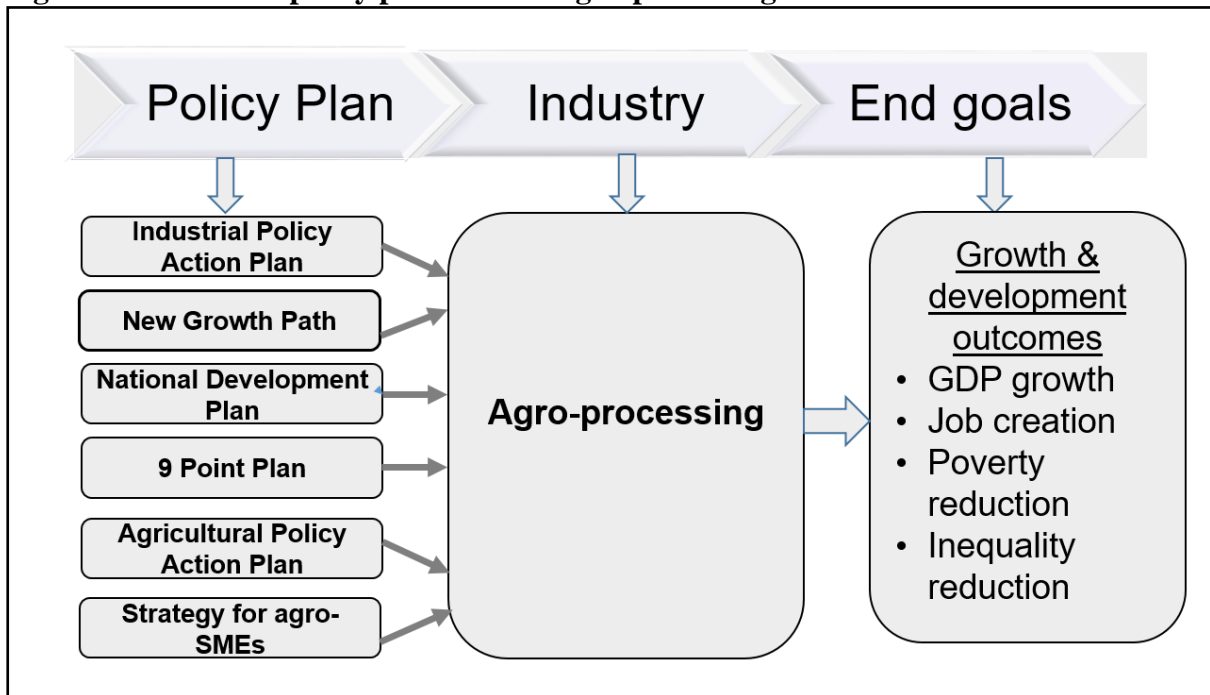 Policy Plan
Industry
End goals
Industrial Policy
Action Plan
New Growth Path
National Development
Plan
9 Point Plan
Agricultural Policy
Action Plan
Strategy for agro-
SMEs
Agro-processing
Growth &
development
outcomes
• GDP growth
• Job creation
• Poverty
reduction
• Inequality
reduction